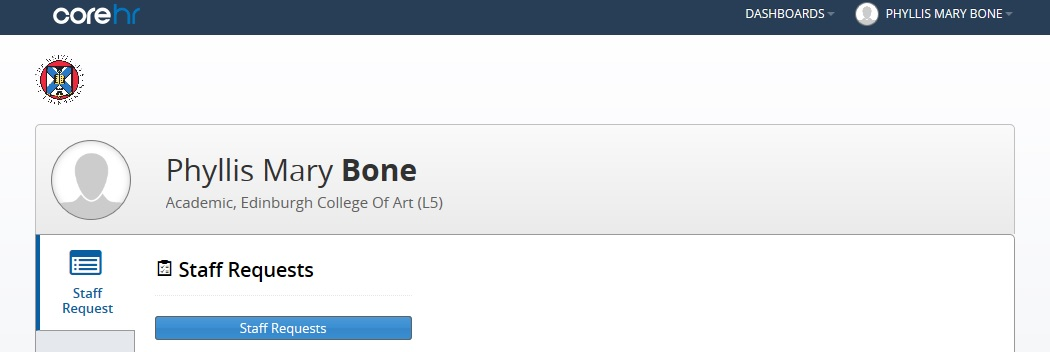 corehr
DASHBOARDS
PHYLLIS MARY BONE
Phyllis Mary Bone
Academic, Edinburgh College Of Art (L5)
Staff
Request
Staff Requests
Staff Requests